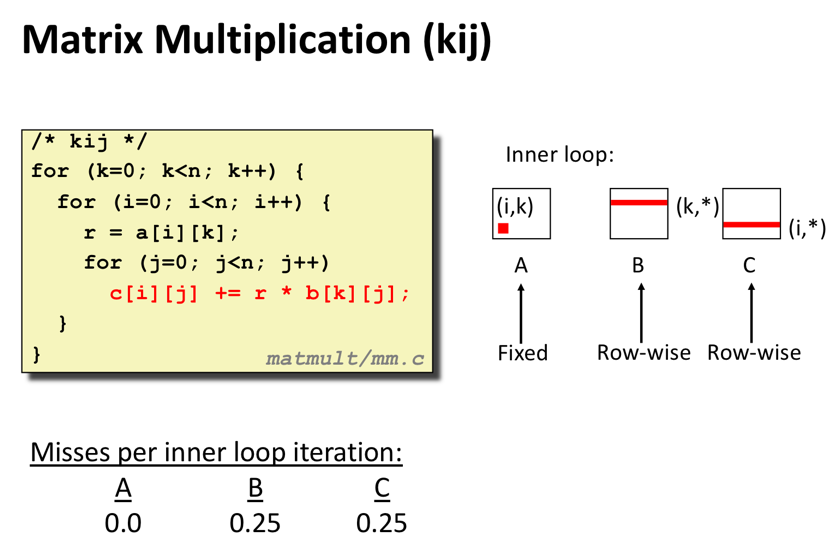 Matrix Multiplication (kij)
/* kij */
for (k=0; k<n; k++) {
for (i=0; i<n; i++) {
r = a[i][k];
for (j=0; j<n; j++)
c[i][j] += r * b[k][j];
}
}
matmult/mm.c
Inner loop:
(i,k)
(k,*)
(i,*)
A B C
Fixed Row-wise Row-wise
Misses per inner loop iteration:
A B C
0.0 0.25 0.25